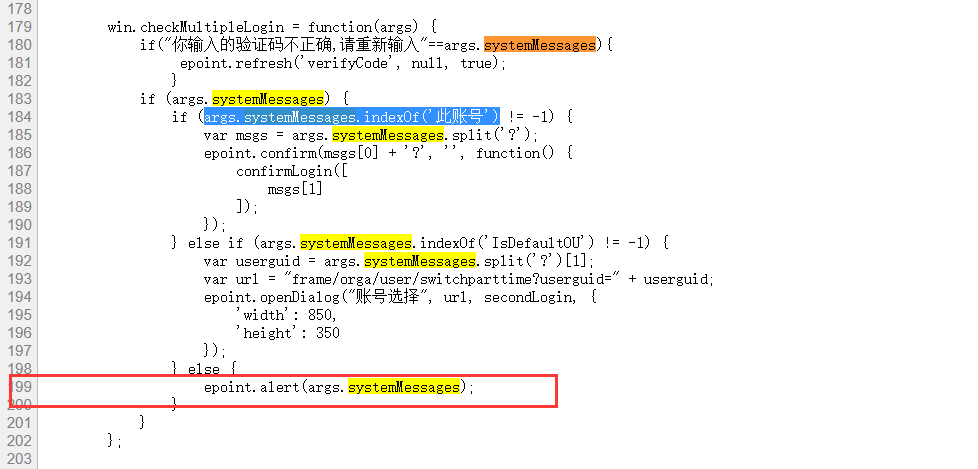 178
179 win.checkMultipleLogin = function(args) {
180 if("你输入的验证码不正确,请重新输入"==args.systemMessages){
181 epoint.refresh('verifyCode', null, true);
182 }
183 if (args.systemMessages) {
184 if (args.systemMessages.indexOf('此账号') != -1) {
185 var msgs = args.systemMessages.split('?');
186 epoint.confirm(msgs[0] + '?', '', function() {
187 confirmLogin([
188 msgs[1]
189 ]);
190 });
191 } else if (args.systemMessages.indexOf('IsDefaultOU') != -1) {
192 var userguid = args.systemMessages.split('?')[1];
193 var url = "frame/orga/user/switchparttime?userguid=" + userguid;
194 epoint.openDialog("账号选择", url, secondLogin, {
195 'width': 850,
196 'height': 350
197 });
198 } else {
199 epoint.alert(args.systemMessages);
200 }
201 }
202 };
203